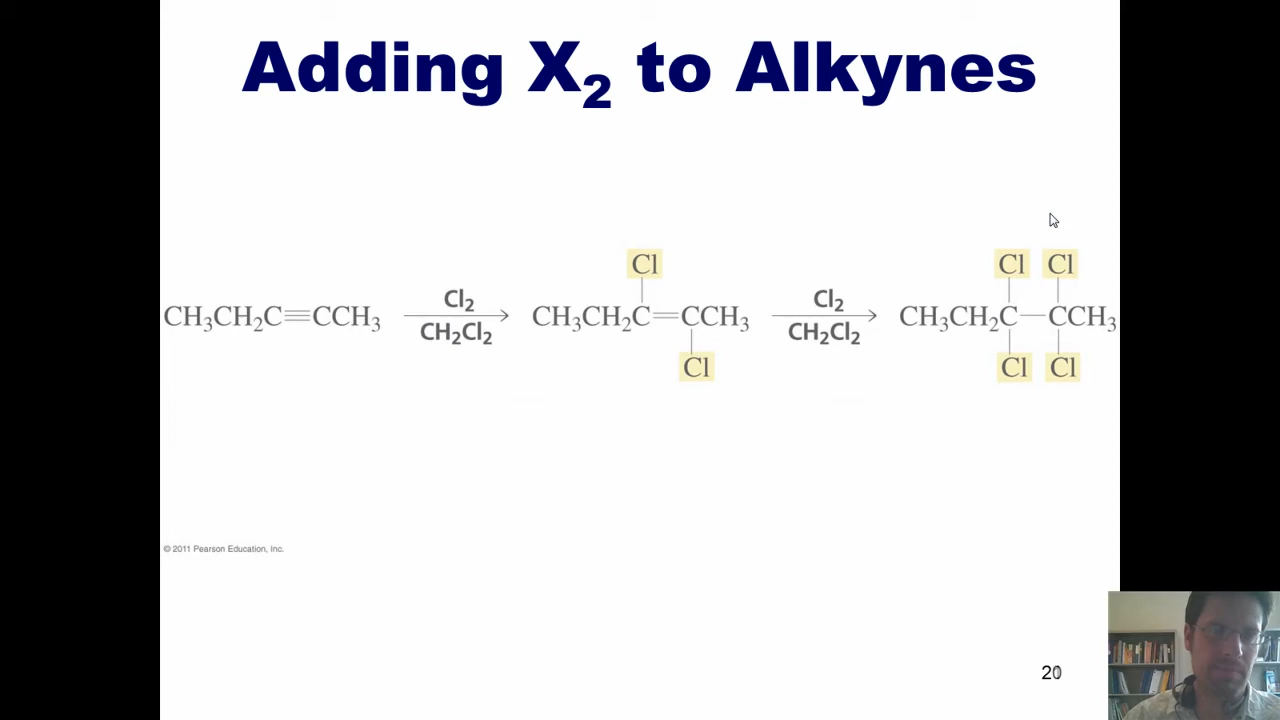 Adding X₂ to Alkynes
Cl Cl Cl
CH₃CH₂C≡CCH₃ Cl₂ CH₃CH₂C=CCH₃ Cl₂ CH₃CH₂C—CCH₃
CH₂Cl₂ CH₂Cl₂
Cl Cl Cl
© 2011 Pearson Education, Inc.